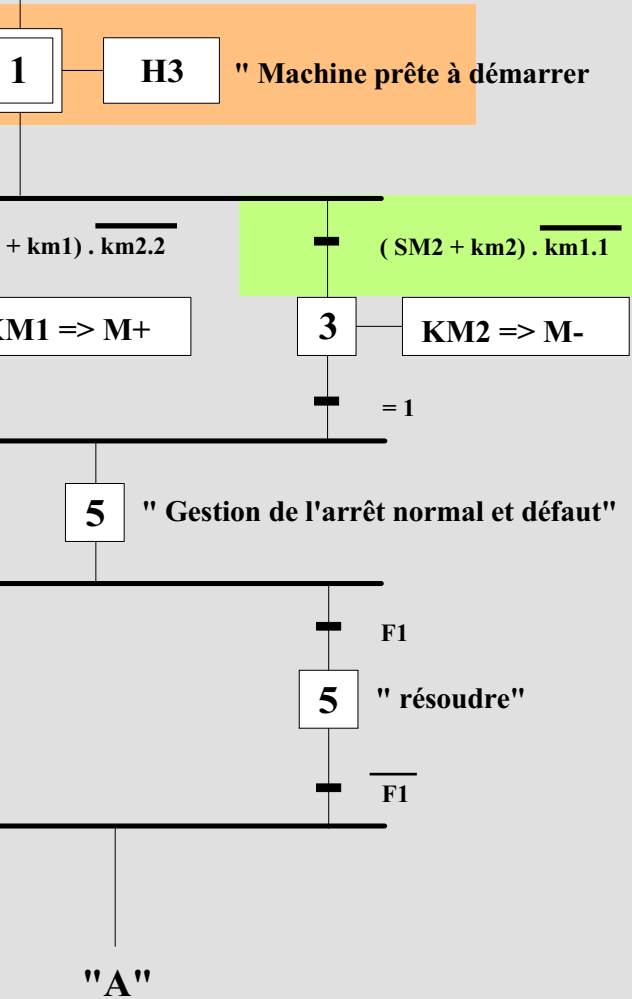 1 H3 " Machine prête à démarrer
+ km1) . km2.2 ( SM2 + km2) . km1.1
KM1 => M+ 3 KM2 => M-
= 1
5 " Gestion de l'arrêt normal et défaut"
F1
5 " résoudre"
F1
"A"